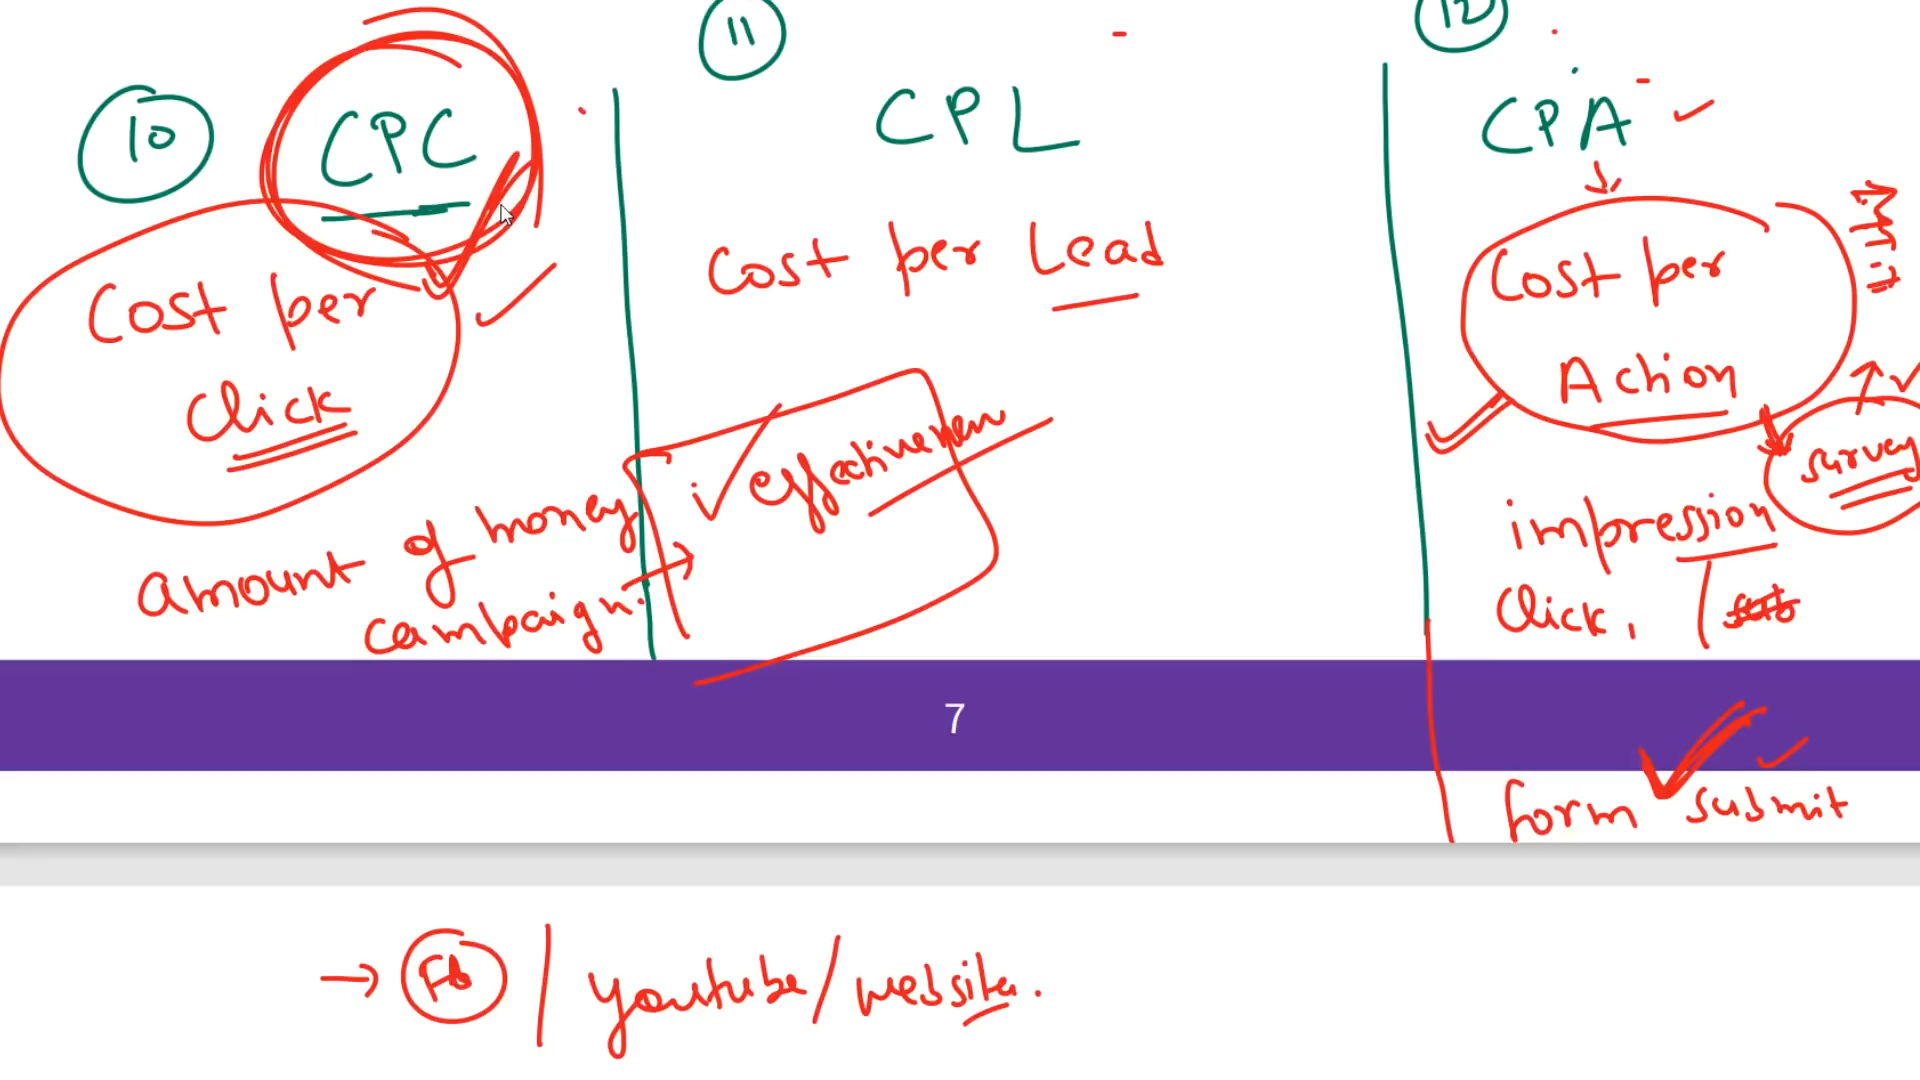 10
CPC
Cost per
Click
amount of money
campaign.
11
CPL
Cost per Lead
effectiveness
12
CPA
Cost per
Action
survey
impression
Click,
form submit
7
→ Fb / youtube / website.